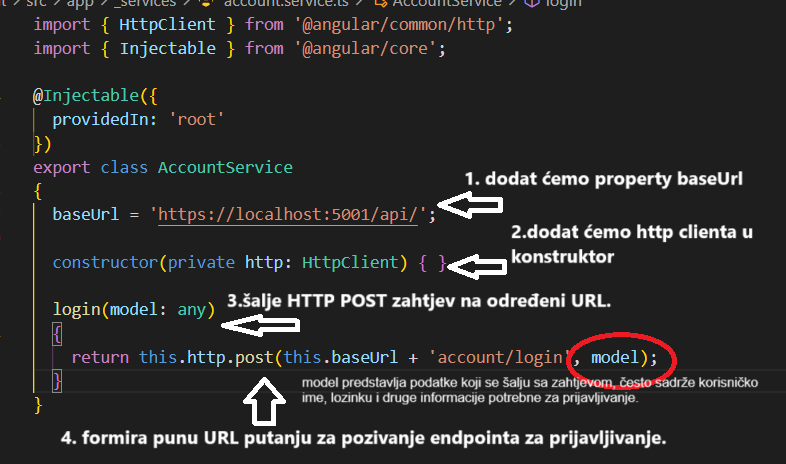 src > app > _services > account.service.ts > AccountService > login
import { HttpClient } from '@angular/common/http';
import { Injectable } from '@angular/core';
@Injectable({
providedIn: 'root'
})
export class AccountService
1. dodat ćemo property baseUrl
{
baseUrl = 'https://localhost:5001/api/';
2.dodat ćemo http clienta u
konstruktor
constructor(private http: HttpClient) { }
3.šalje HTTP POST zahtjev na određeni URL.
login(model: any)
{
return this.http.post(this.baseUrl + 'account/login', model);
}
model predstavlja podatke koji se šalju sa zahtjevom, često sadrže korisničko
ime, lozinku i druge informacije potrebne za prijavljivanje.
}
4. formira punu URL putanju za pozivanje endpointa za prijavljivanje.